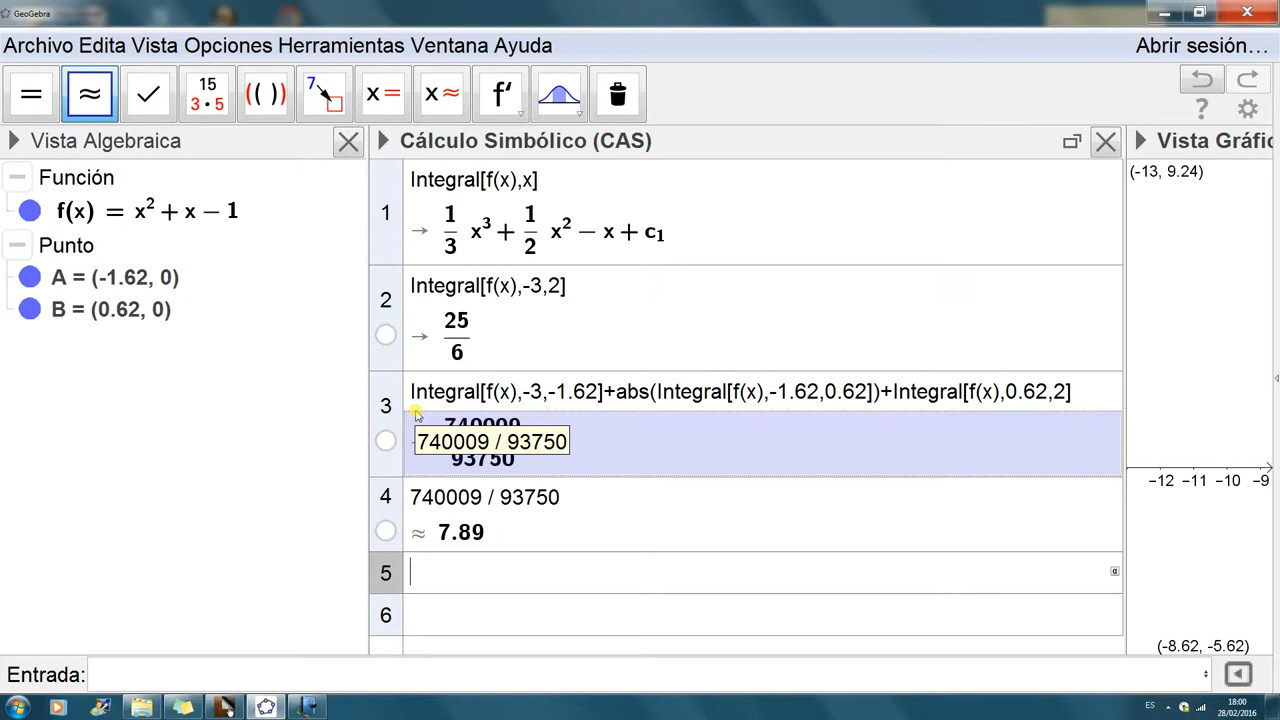 GeoGebra
Archivo Edita Vista Opciones Herramientas Ventana Ayuda
Abrir sesión...
= ≈ ✓ 15 3•5 (( )) 7 x= x≈ f'
?
Vista Algebraica
Cálculo Simbólico (CAS)
Vista Gráfic
Función
f(x) = x² + x − 1
Punto
A = (-1.62, 0)
B = (0.62, 0)
1
Integral[f(x),x]
→ 1/3 x³ + 1/2 x² − x + c₁
2
Integral[f(x),-3,2]
→ 25/6
3
Integral[f(x),-3,-1.62]+abs(Integral[f(x),-1.62,0.62])+Integral[f(x),0.62,2]
740009
740009 / 93750
93750
4
740009 / 93750
≈ 7.89
5
α
6
(-13, 9.24)
−12 −11 −10 −9
(-8.62, -5.62)
Entrada:
ES
18:00
28/02/2016